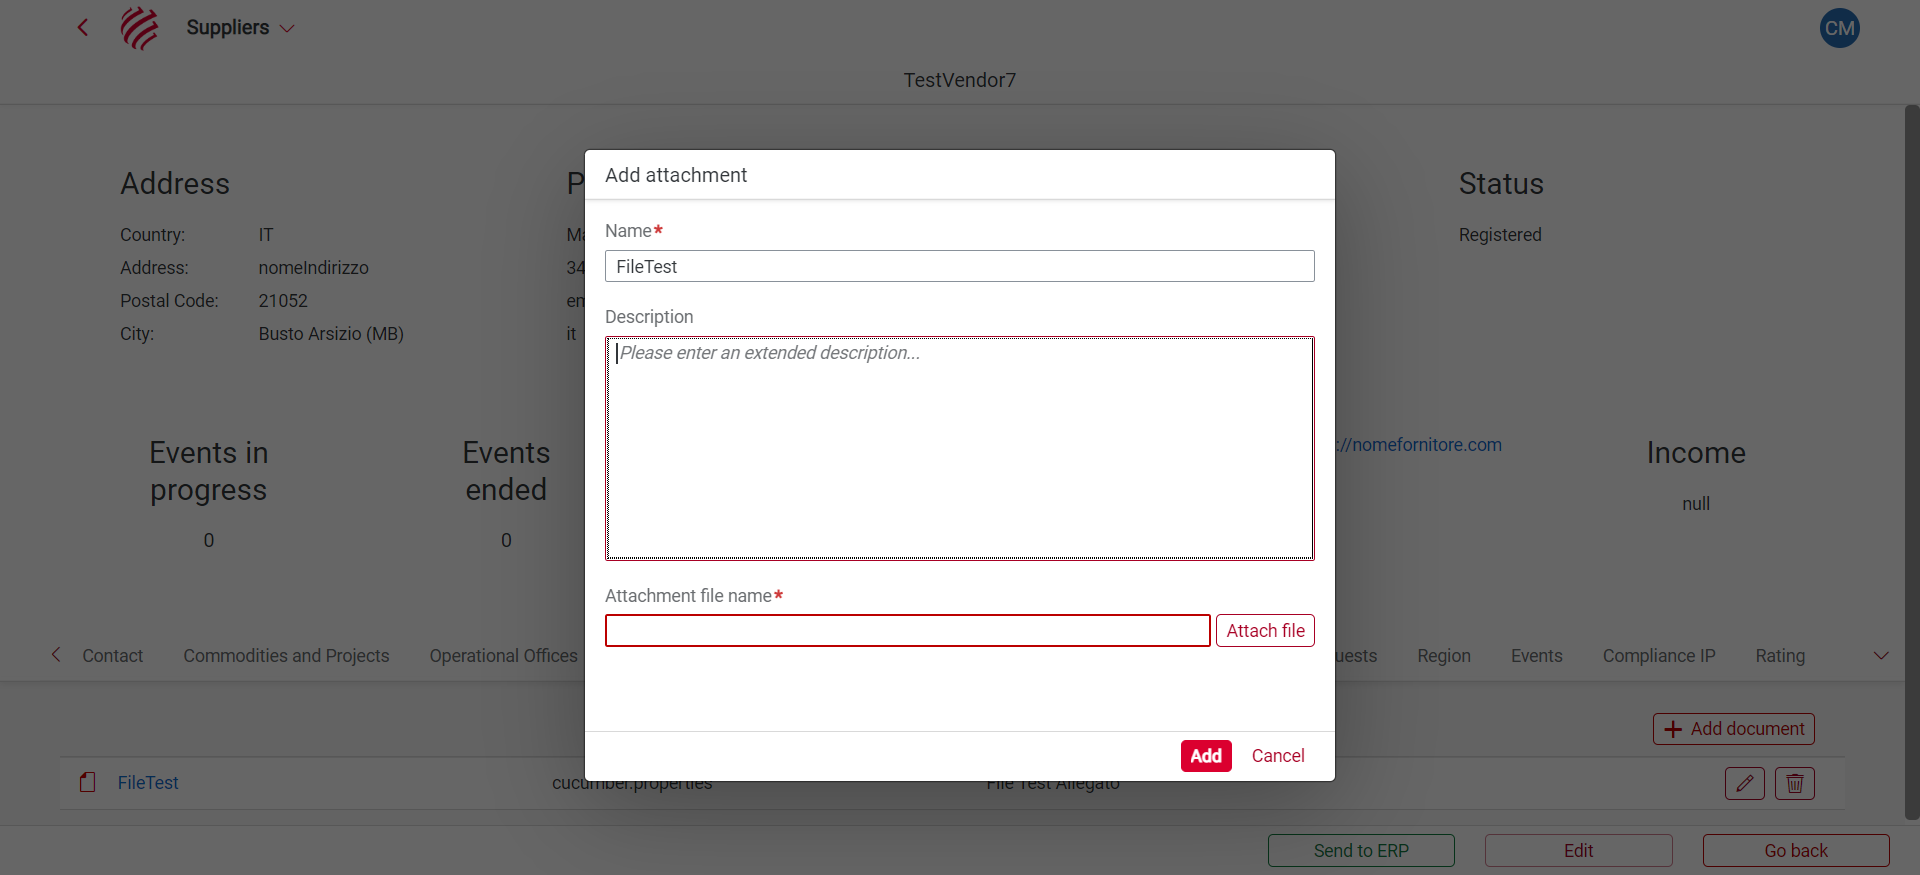 Suppliers
CM
TestVendor7
Address
Country: IT
Address: nomeIndirizzo
Postal Code: 21052
City: Busto Arsizio (MB)
P
Ma
34
em
it
Status
Registered
Add attachment
Name*
FileTest
Description
Please enter an extended description...
Attachment file name*
Attach file
Add Cancel
Events in
progress
0
Events
ended
0
://nomefornitore.com
Income
null
Contact Commodities and Projects Operational Offices uests Region Events Compliance IP Rating
Add document
FileTest cucumber.properties File Test Allegato
Send to ERP Edit Go back